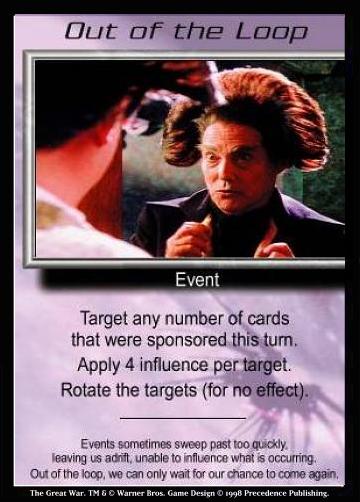 Out of the Loop
Event
Target any number of cards
that were sponsored this turn.
Apply 4 influence per target.
Rotate the targets (for no effect).
Events sometimes sweep past too quickly,
leaving us adrift, unable to influence what is occurring.
Out of the loop, we can only wait for our chance to come again.
The Great War. TM & © Warner Bros. Game Design © 1998 Precedence Publishing.